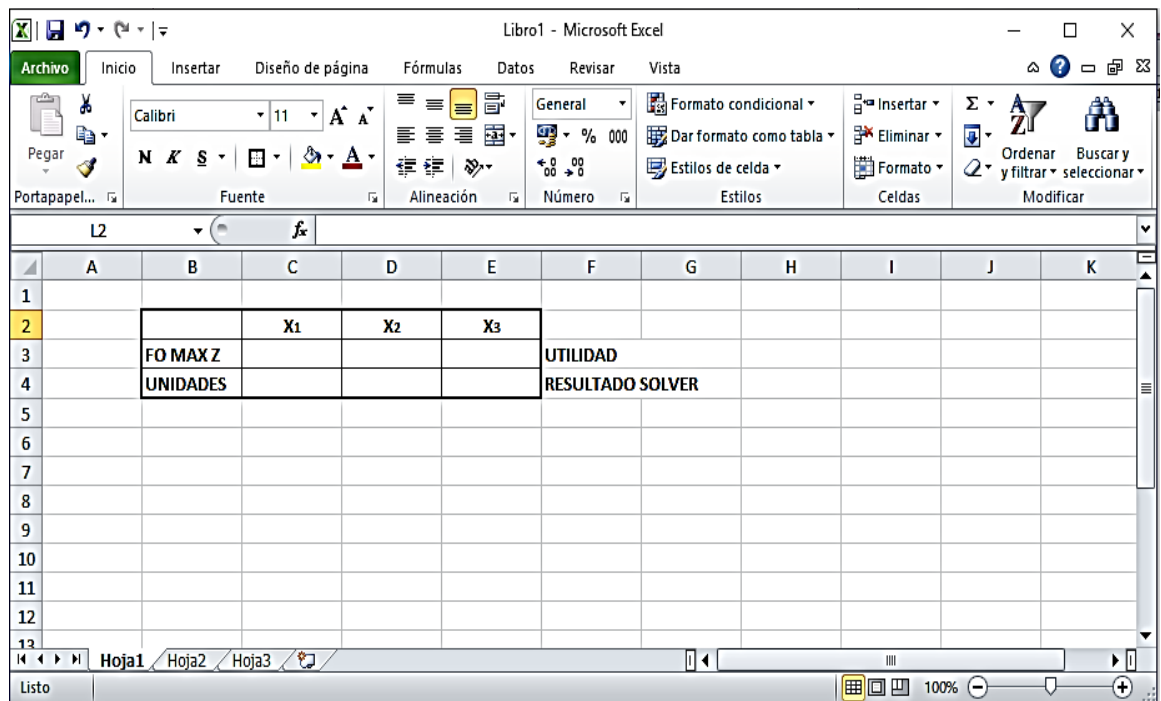 Libro1 - Microsoft Excel
Archivo Inicio Insertar Diseño de página Fórmulas Datos Revisar Vista
Calibri 11 A A General Formato condicional Insertar Σ
Pegar N K S A % 000 Dar formato como tabla Eliminar Ordenar y filtrar Buscar y seleccionar
Estilos de celda Formato
Portapapel... Fuente Alineación Número Estilos Celdas Modificar
L2 fx
A B C D E F G H I J K
1
2 X1 X2 X3
3 FO MAX Z UTILIDAD
4 UNIDADES RESULTADO SOLVER
5
6
7
8
9
10
11
12
13
Hoja1 Hoja2 Hoja3
Listo 100%